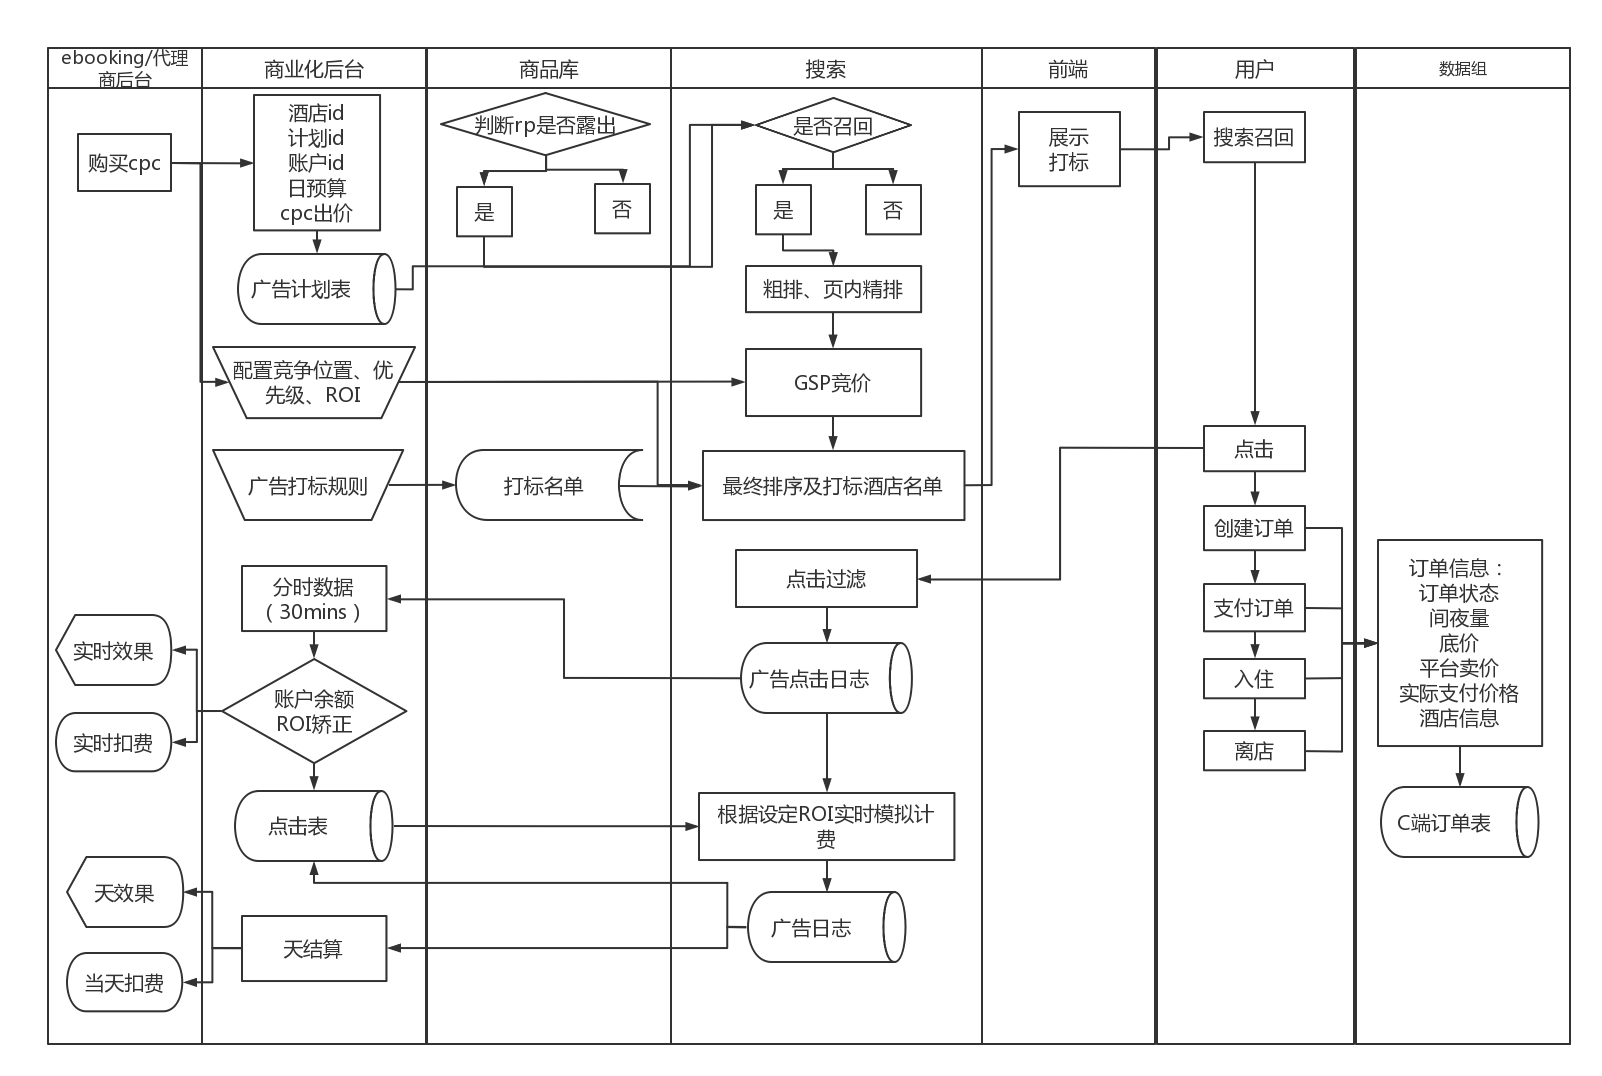 ebooking/代理
商后台
商业化后台
商品库
搜索
前端
用户
数据组
购买cpc
酒店id
计划id
账户id
日预算
cpc出价
广告计划表
配置竞争位置、优
先级、ROI
广告打标规则
分时数据
（30mins）
实时效果
实时扣费
账户余额
ROI矫正
点击表
天效果
当天扣费
天结算
判断rp是否露出
是
否
打标名单
是否召回
是
否
粗排、页内精排
GSP竞价
最终排序及打标酒店名单
点击过滤
广告点击日志
根据设定ROI实时模拟计
费
广告日志
展示
打标
搜索召回
点击
创建订单
支付订单
入住
离店
订单信息：
订单状态
间夜量
底价
平台卖价
实际支付价格
酒店信息
C端订单表